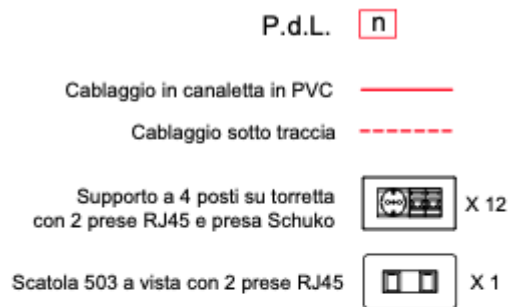 P.d.L. n
Cablaggio in canaletta in PVC
Cablaggio sotto traccia
Supporto a 4 posti su torretta
con 2 prese RJ45 e presa Schuko
X 12
Scatola 503 a vista con 2 prese RJ45 X 1